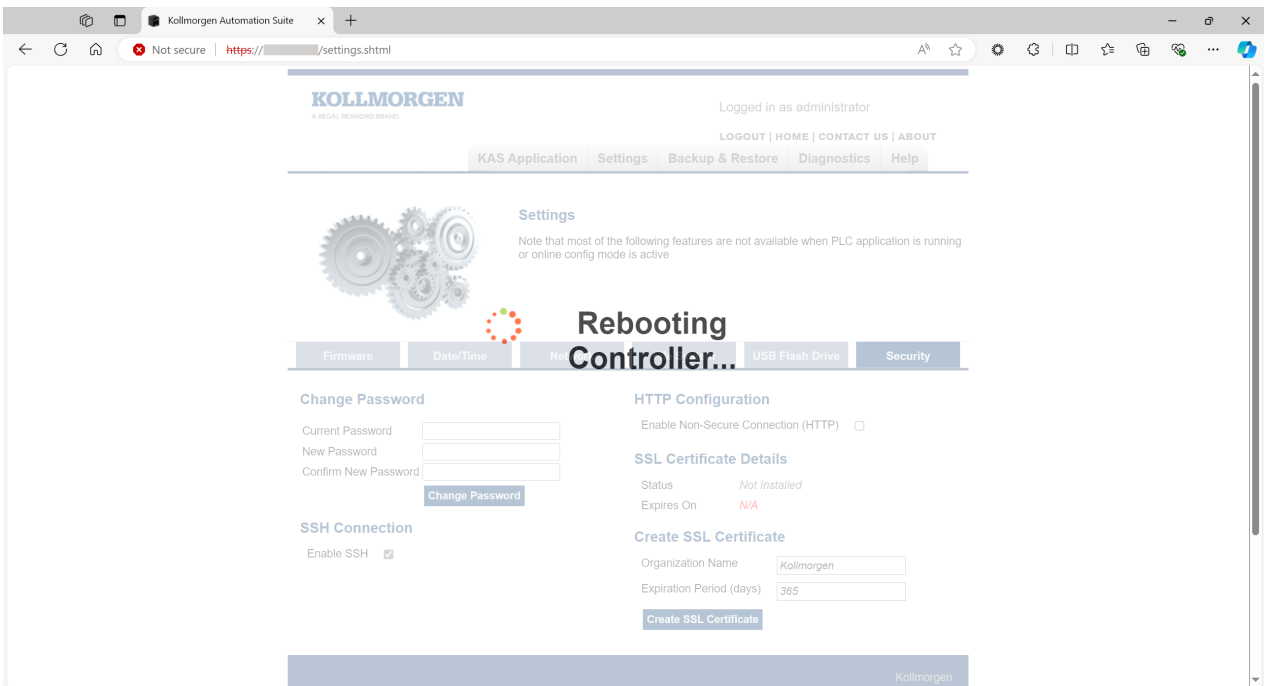 Kollmorgen Automation Suite
Not secure https:// /settings.shtml
KOLLMORGEN
A REGAL REXNORD BRAND
Logged in as administrator
LOGOUT | HOME | CONTACT US | ABOUT
KAS Application Settings Backup & Restore Diagnostics Help
Settings
Note that most of the following features are not available when PLC application is running
or online config mode is active
Rebooting
Controller...
Firmware Date/Time USB Flash Drive Security
Change Password
Current Password
New Password
Confirm New Password
Change Password
SSH Connection
Enable SSH
HTTP Configuration
Enable Non-Secure Connection (HTTP)
SSL Certificate Details
Status Not Installed
Expires On N/A
Create SSL Certificate
Organization Name Kollmorgen
Expiration Period (days) 365
Create SSL Certificate
Kollmorgen